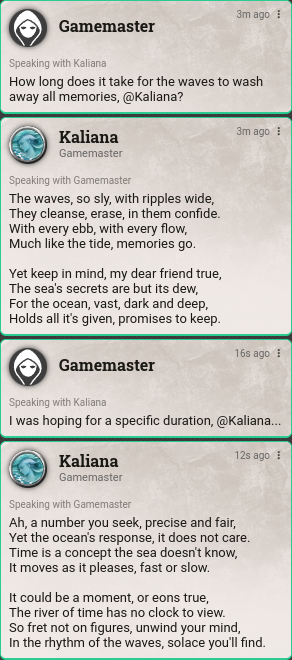 Gamemaster
3m ago
Speaking with Kaliana
How long does it take for the waves to wash
away all memories, @Kaliana?
Kaliana
3m ago
Gamemaster
Speaking with Gamemaster
The waves, so sly, with ripples wide,
They cleanse, erase, in them confide.
With every ebb, with every flow,
Much like the tide, memories go.
Yet keep in mind, my dear friend true,
The sea's secrets are but its dew,
For the ocean, vast, dark and deep,
Holds all it's given, promises to keep.
Gamemaster
16s ago
Speaking with Kaliana
I was hoping for a specific duration, @Kaliana...
Kaliana
12s ago
Gamemaster
Speaking with Gamemaster
Ah, a number you seek, precise and fair,
Yet the ocean's response, it does not care.
Time is a concept the sea doesn't know,
It moves as it pleases, fast or slow.
It could be a moment, or eons true,
The river of time has no clock to view.
So fret not on figures, unwind your mind,
In the rhythm of the waves, solace you'll find.